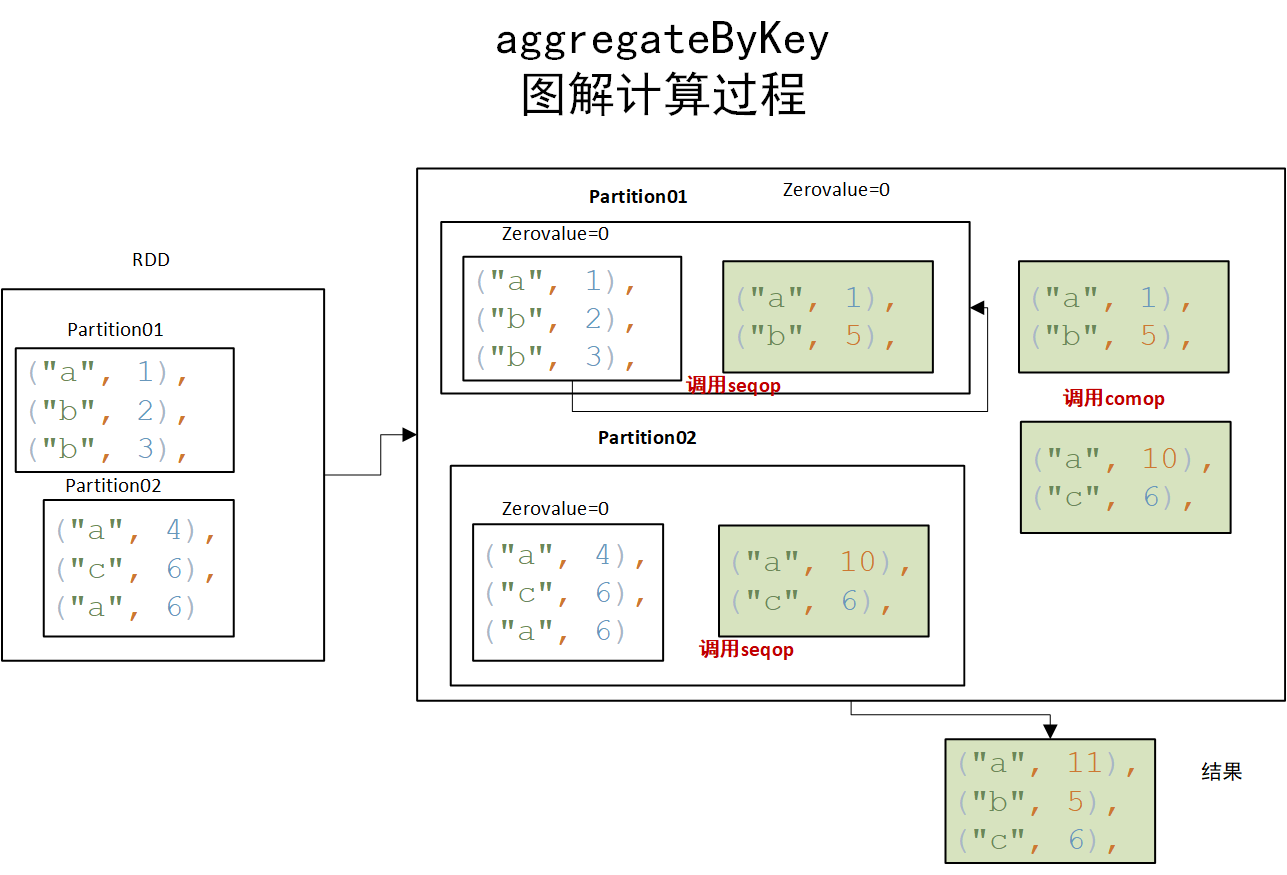 aggregateByKey
图解计算过程
RDD
Partition01
("a", 1),
("b", 2),
("b", 3),
Partition02
("a", 4),
("c", 6),
("a", 6)
Partition01
Zerovalue=0
Zerovalue=0
("a", 1),
("b", 2),
("b", 3),
("a", 1),
("b", 5),
调用seqop
Partition02
Zerovalue=0
("a", 4),
("c", 6),
("a", 6)
("a", 10),
("c", 6),
调用seqop
("a", 1),
("b", 5),
调用comop
("a", 10),
("c", 6),
("a", 11),
("b", 5),
("c", 6),
结果